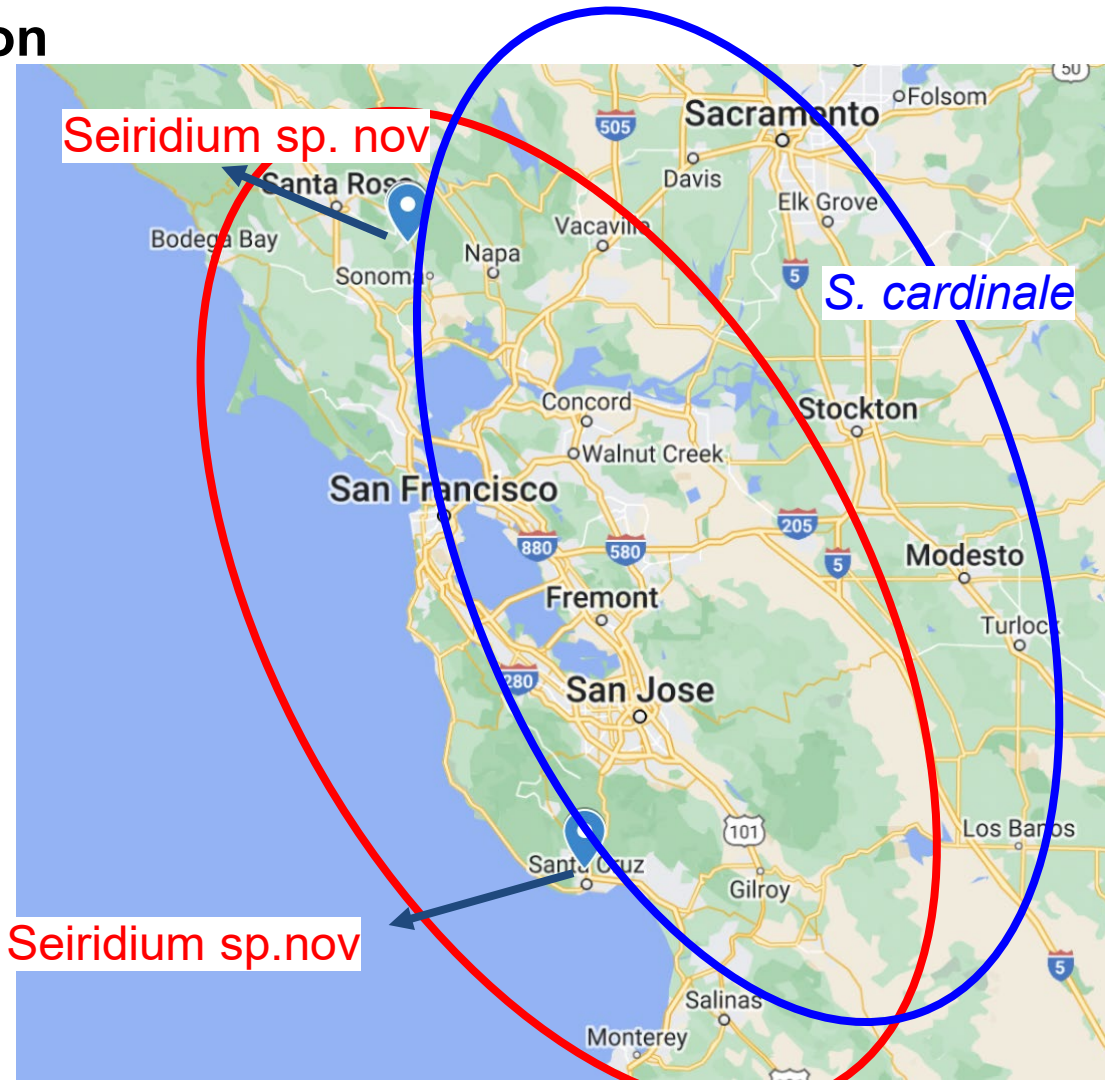 on
50
Folsom
Sacramento
505
Seiridium sp. nov
Davis
Santa Rosa
Elk Grove
Vacaville
Bodega Bay
Napa
Sonoma
5
S. cardinale
Concord
Stockton
Walnut Creek
San Francisco
205
880
580
5
Modesto
Fremont
Turlock
280
San Jose
101
Los Banos
Santa Cruz
Gilroy
Seiridium sp.nov
5
Salinas
Monterey